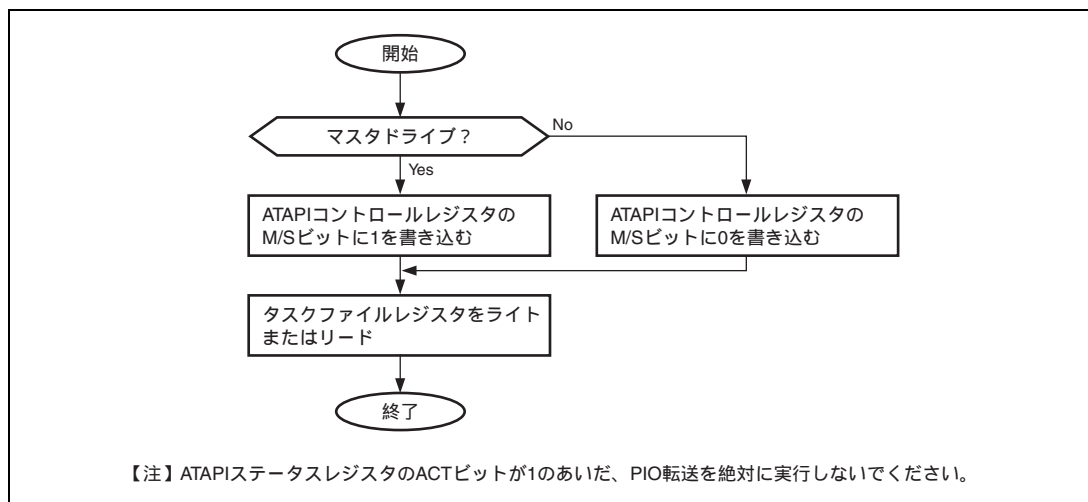 開始
マスタドライブ？
No
Yes
ATAPIコントロールレジスタの
M/Sビットに1を書き込む
ATAPIコントロールレジスタの
M/Sビットに0を書き込む
タスクファイルレジスタをライト
またはリード
終了
【注】ATAPIステータスレジスタのACTビットが1のあいだ、PIO転送を絶対に実行しないでください。